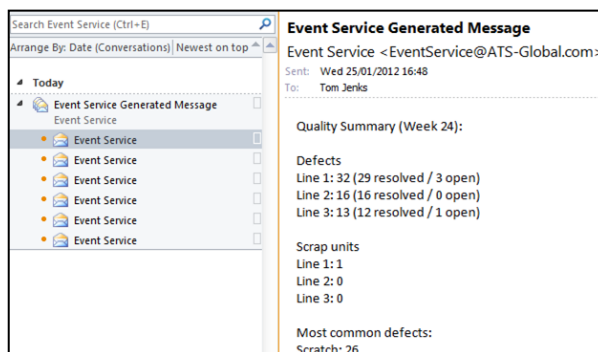 Search Event Service (Ctrl+E)
Arrange By: Date (Conversations) Newest on top
Today
Event Service Generated Message
Event Service
Event Service
Event Service
Event Service
Event Service
Event Service
Event Service
Event Service Generated Message
Event Service <EventService@ATS-Global.com>
Sent: Wed 25/01/2012 16:48
To: Tom Jenks
Quality Summary (Week 24):
Defects
Line 1: 32 (29 resolved / 3 open)
Line 2: 16 (16 resolved / 0 open)
Line 3: 13 (12 resolved / 1 open)
Scrap units
Line 1: 1
Line 2: 0
Line 3: 0
Most common defects:
Scratch: 26